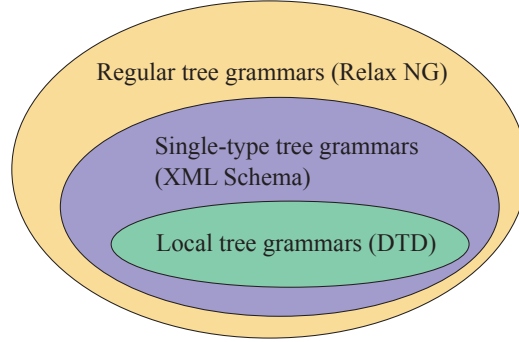 Regular tree grammars (Relax NG)
Single-type tree grammars
(XML Schema)
Local tree grammars (DTD)